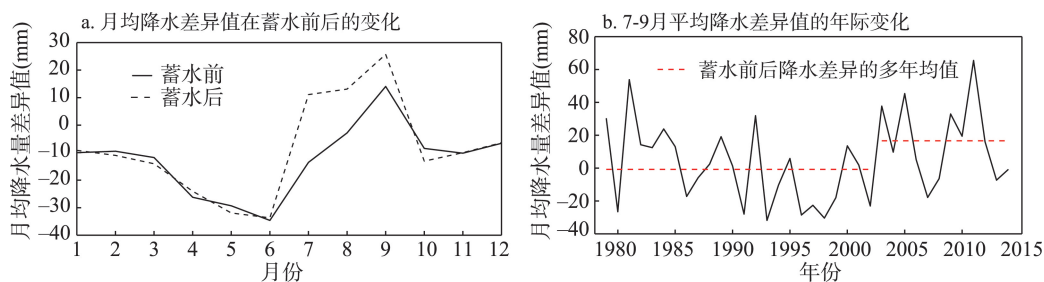 a. 月均降水差异值在蓄水前后的变化
月均降水量差异值(mm)
30
20
10
0
–10
–20
–30
–40
蓄水前
蓄水后
1 2 3 4 5 6 7 8 9 10 11 12
月份
b. 7-9月平均降水差异值的年际变化
月均降水量差异值(mm)
80
60
40
20
0
–20
–40
蓄水前后降水差异的多年均值
1980 1985 1990 1995 2000 2005 2010 2015
年份